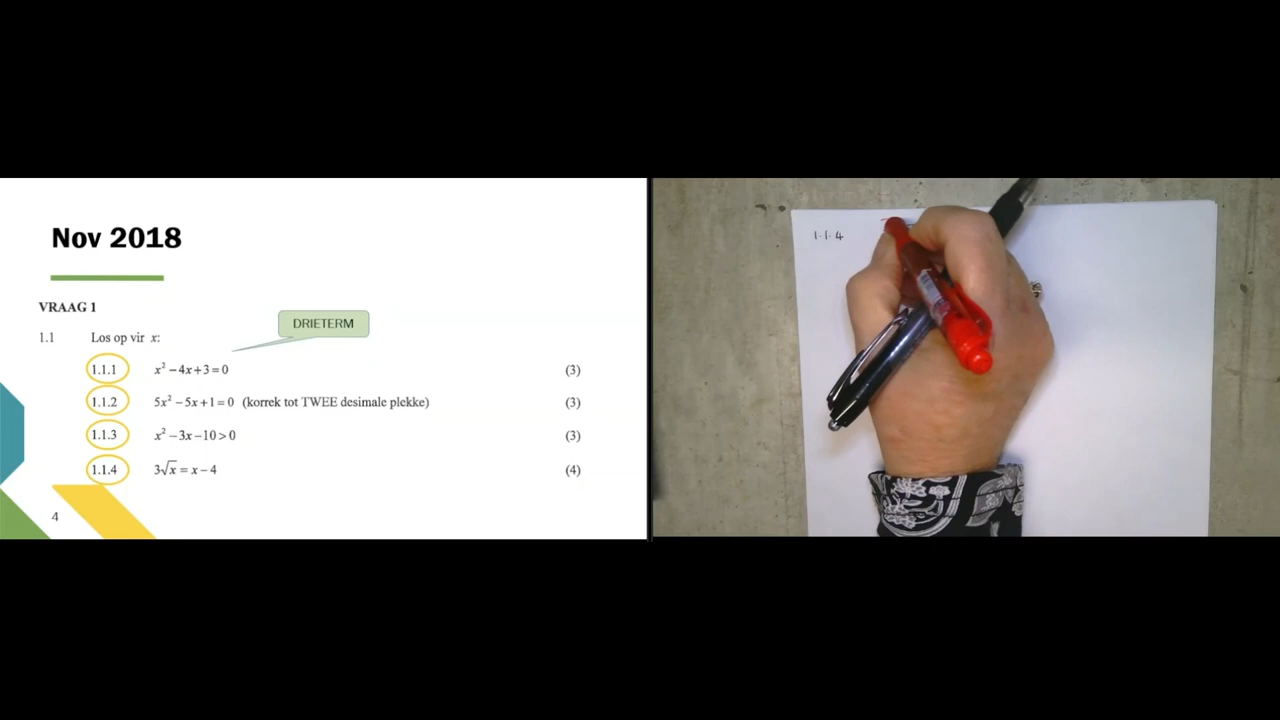 Nov 2018
VRAAG 1
DRIETERM
1.1 Los op vir x:
1.1.1 x² − 4x + 3 = 0 (3)
1.1.2 5x² − 5x + 1 = 0 (korrek tot TWEE desimale plekke) (3)
1.1.3 x² − 3x − 10 > 0 (3)
1.1.4 3√x = x − 4 (4)
4
1.1.4